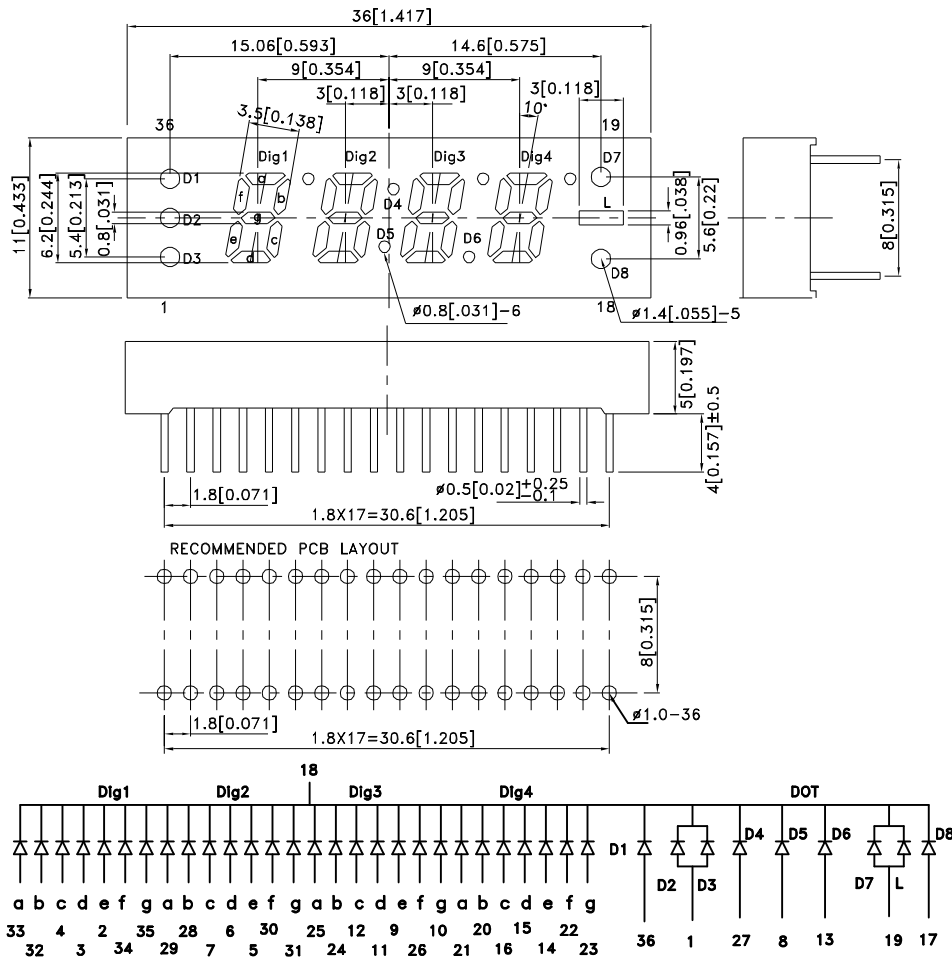 36[1.417]
15.06[0.593]
14.6[0.575]
9[0.354]
9[0.354]
3[0.118]
3[0.118]
3[0.118]
3.5[0.138]
10°
36
19
Dig1
Dig2
Dig3
Dig4
D7
D1
a
f
b
D4
L
D2
g
e
c
D5
D6
D3
d
D8
1
18
11[0.433]
6.2[0.244]
5.4[0.213]
0.8[0.031]
0.96[0.038]
5.6[0.22]
8[0.315]
ø0.8[.031]-6
ø1.4[.055]-5
5[0.197]
4[0.157]±0.5
1.8[0.071]
ø0.5[0.02]+0.25
-0.1
1.8X17=30.6[1.205]
RECOMMENDED PCB LAYOUT
8[0.315]
1.8[0.071]
ø1.0-36
1.8X17=30.6[1.205]
18
Dig1 Dig2 Dig3 Dig4 DOT
D1 D4 D5 D6 D8
D2 D3 D7 L
a b c d e f g a b c d e f g a b c d e f g a b c d e f g
33 4 2 35 28 6 30 25 12 9 10 20 15 22 36 1 27 8 13 19 17
32 3 34 29 7 5 31 24 11 26 21 16 14 23